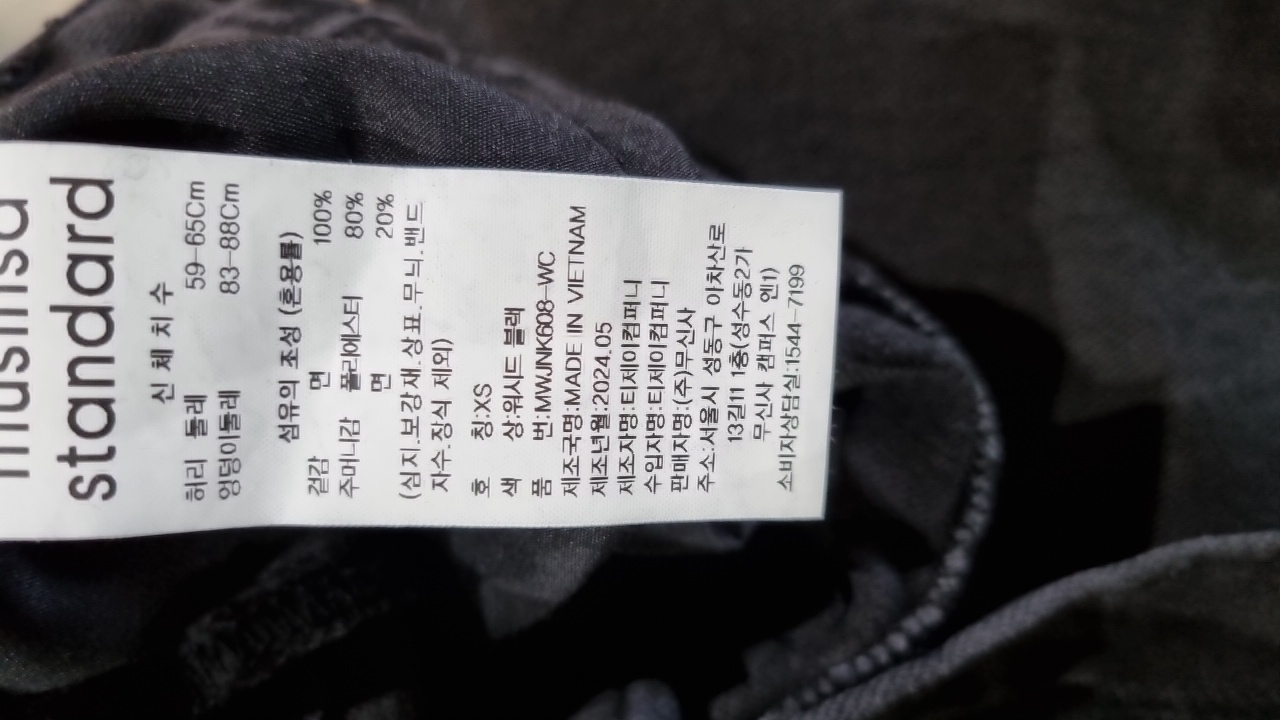 musinsa
standard
신 체 치 수
허리 둘레 59-65Cm
엉덩이둘레 83-88Cm
섬유의 조성 (혼용률)
겉감 면 100%
주머니감 폴리에스터 80%
면 20%
(심지.보강재.상표.무늬.밴드
자수.장식 제외)
호 칭:XS
색 상:워시드 블랙
품 번:MWJNK608-WC
제조국명:MADE IN VIETNAM
제조년월:2024.05
제조자명:티제이컴퍼니
수입자명:티제이컴퍼니
판매자명:(주)무신사
주소:서울시 성동구 아차산로
13길11 1층(성수동2가
무신사 캠퍼스 엔1)
소비자상담실:1544-7199